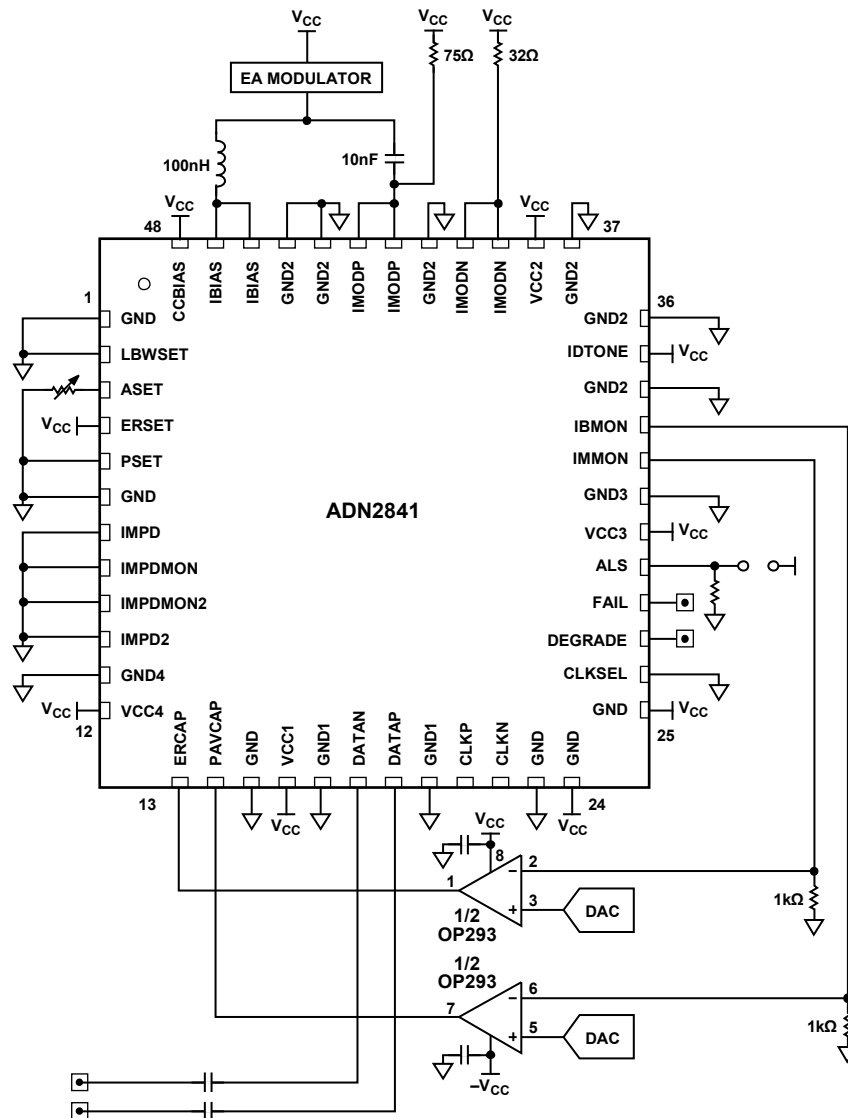 VCC
VCC
VCC
75Ω
32Ω
EA MODULATOR
100nH
10nF
VCC
VCC
48
37
CCBIAS
IBIAS
IBIAS
GND2
GND2
IMODP
IMODP
GND2
IMODN
IMODN
VCC2
GND2
1
36
GND
LBWSET
ASET
VCC
ERSET
PSET
GND
IMPD
IMPDMON
IMPDMON2
IMPD2
GND4
VCC
VCC4
12
ADN2841
GND2
IDTONE
VCC
GND2
IBMON
IMMON
GND3
VCC3
VCC
ALS
FAIL
DEGRADE
CLKSEL
GND
VCC
25
ERCAP
PAVCAP
GND
VCC1
GND1
DATAN
DATAP
GND1
CLKP
CLKN
GND
GND
13
24
VCC
VCC
VCC
8
2
1
–
+
3
DAC
1kΩ
1/2
OP293
1/2
OP293
6
7
–
+
5
DAC
1kΩ
–VCC